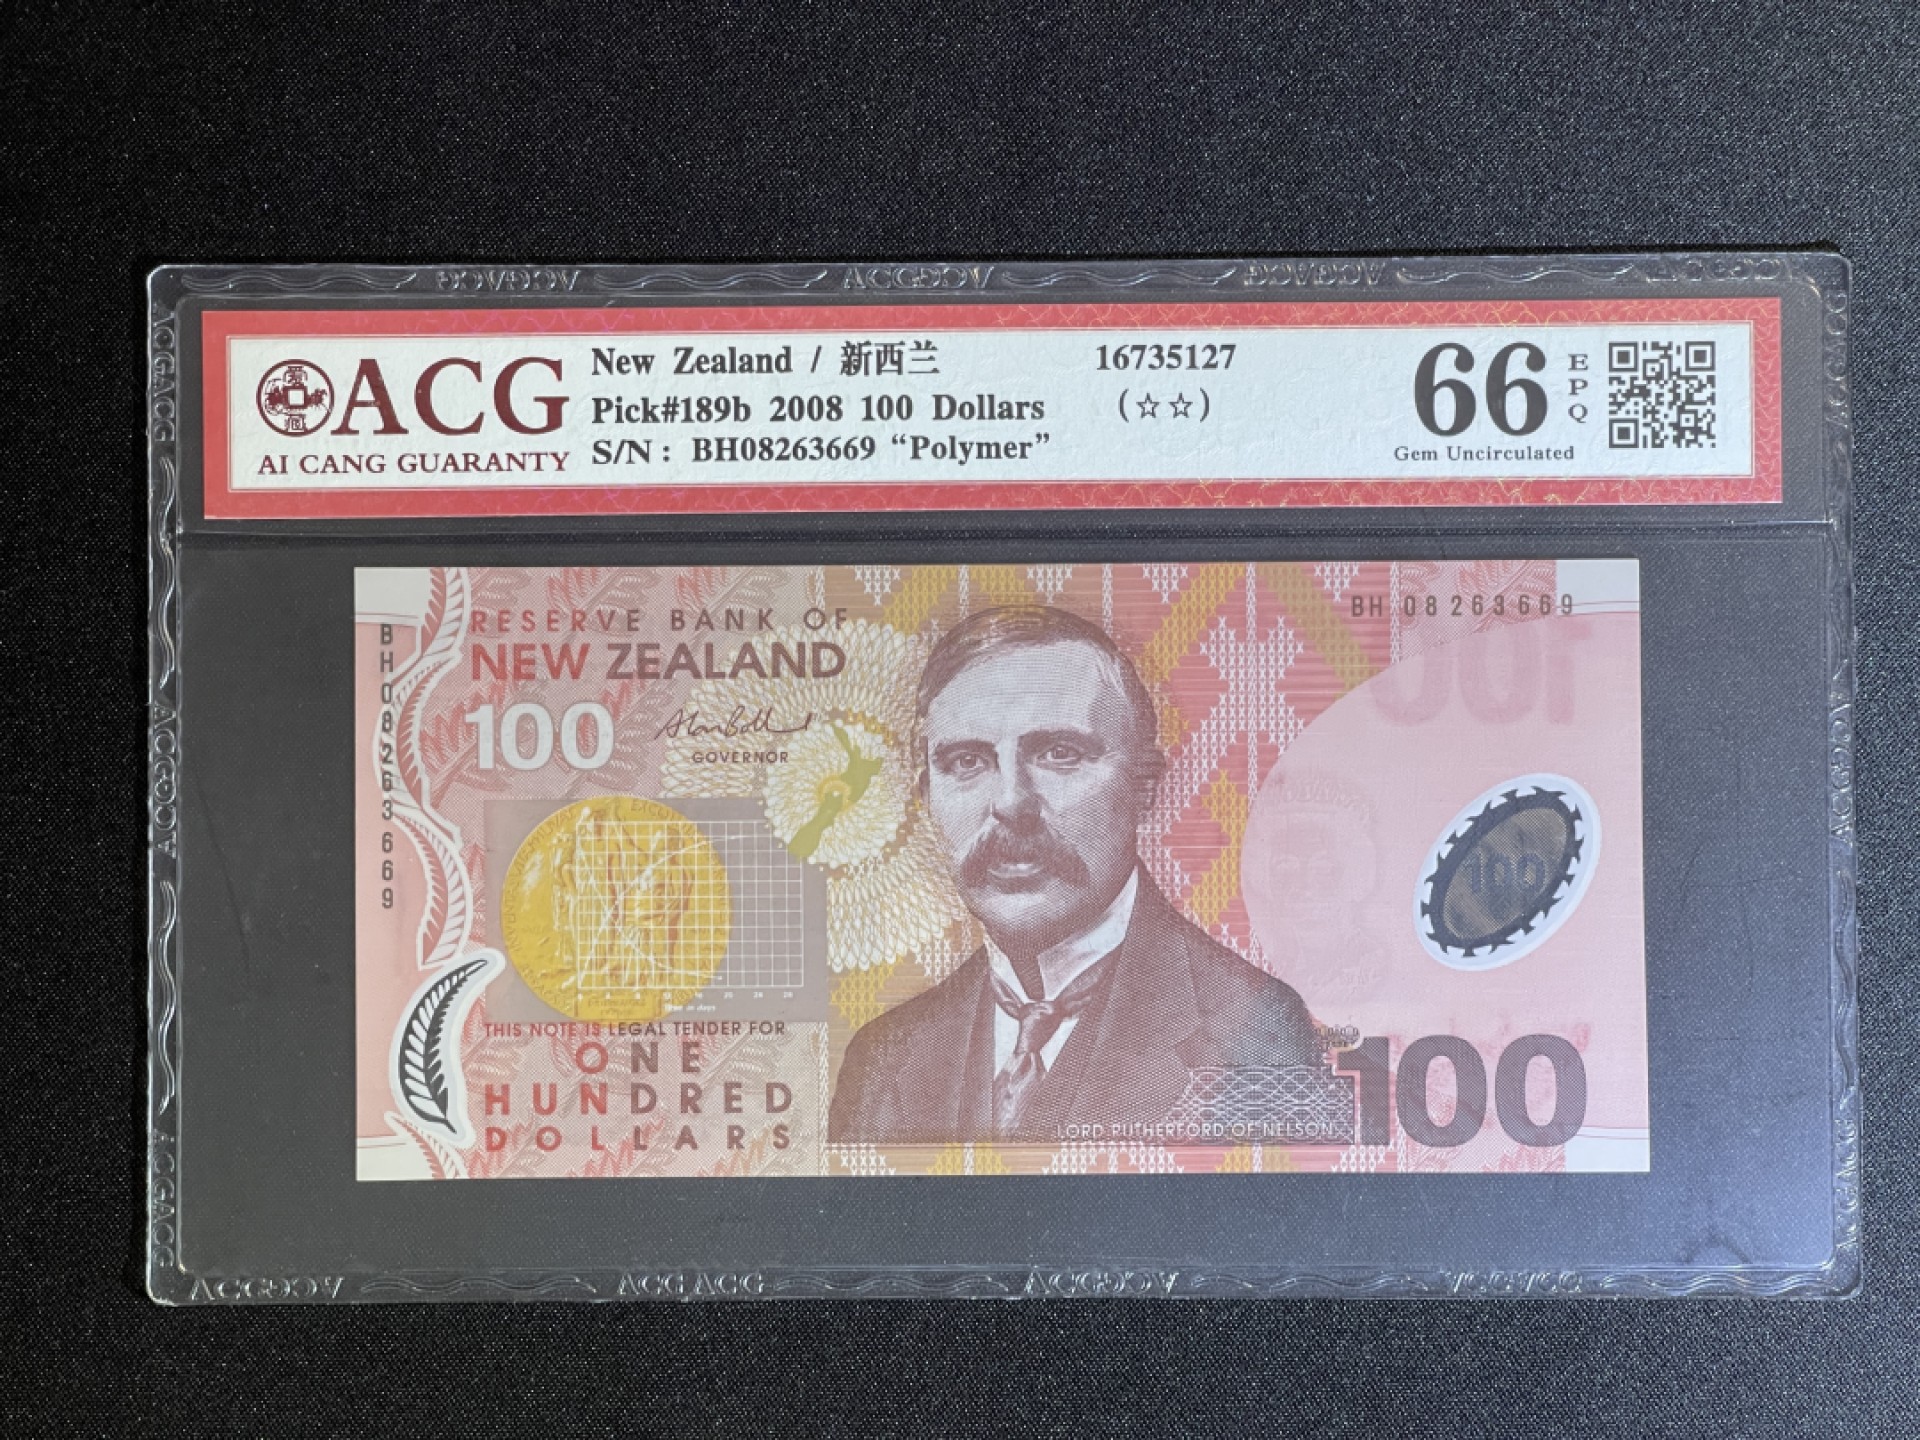 ACG
AI CANG GUARANTY
New Zealand / 新西兰
Pick#189b 2008 100 Dollars
S/N : BH08263669 “Polymer”
16735127
(☆☆)
66
EPQ
Gem Uncirculated
RESERVE BANK OF
NEW ZEALAND
100
GOVERNOR
BH 08263669
BH08263669
100
THIS NOTE IS LEGAL TENDER FOR
ONE
HUNDRED
DOLLARS
LORD RUTHERFORD OF NELSON
100
ACG ACG